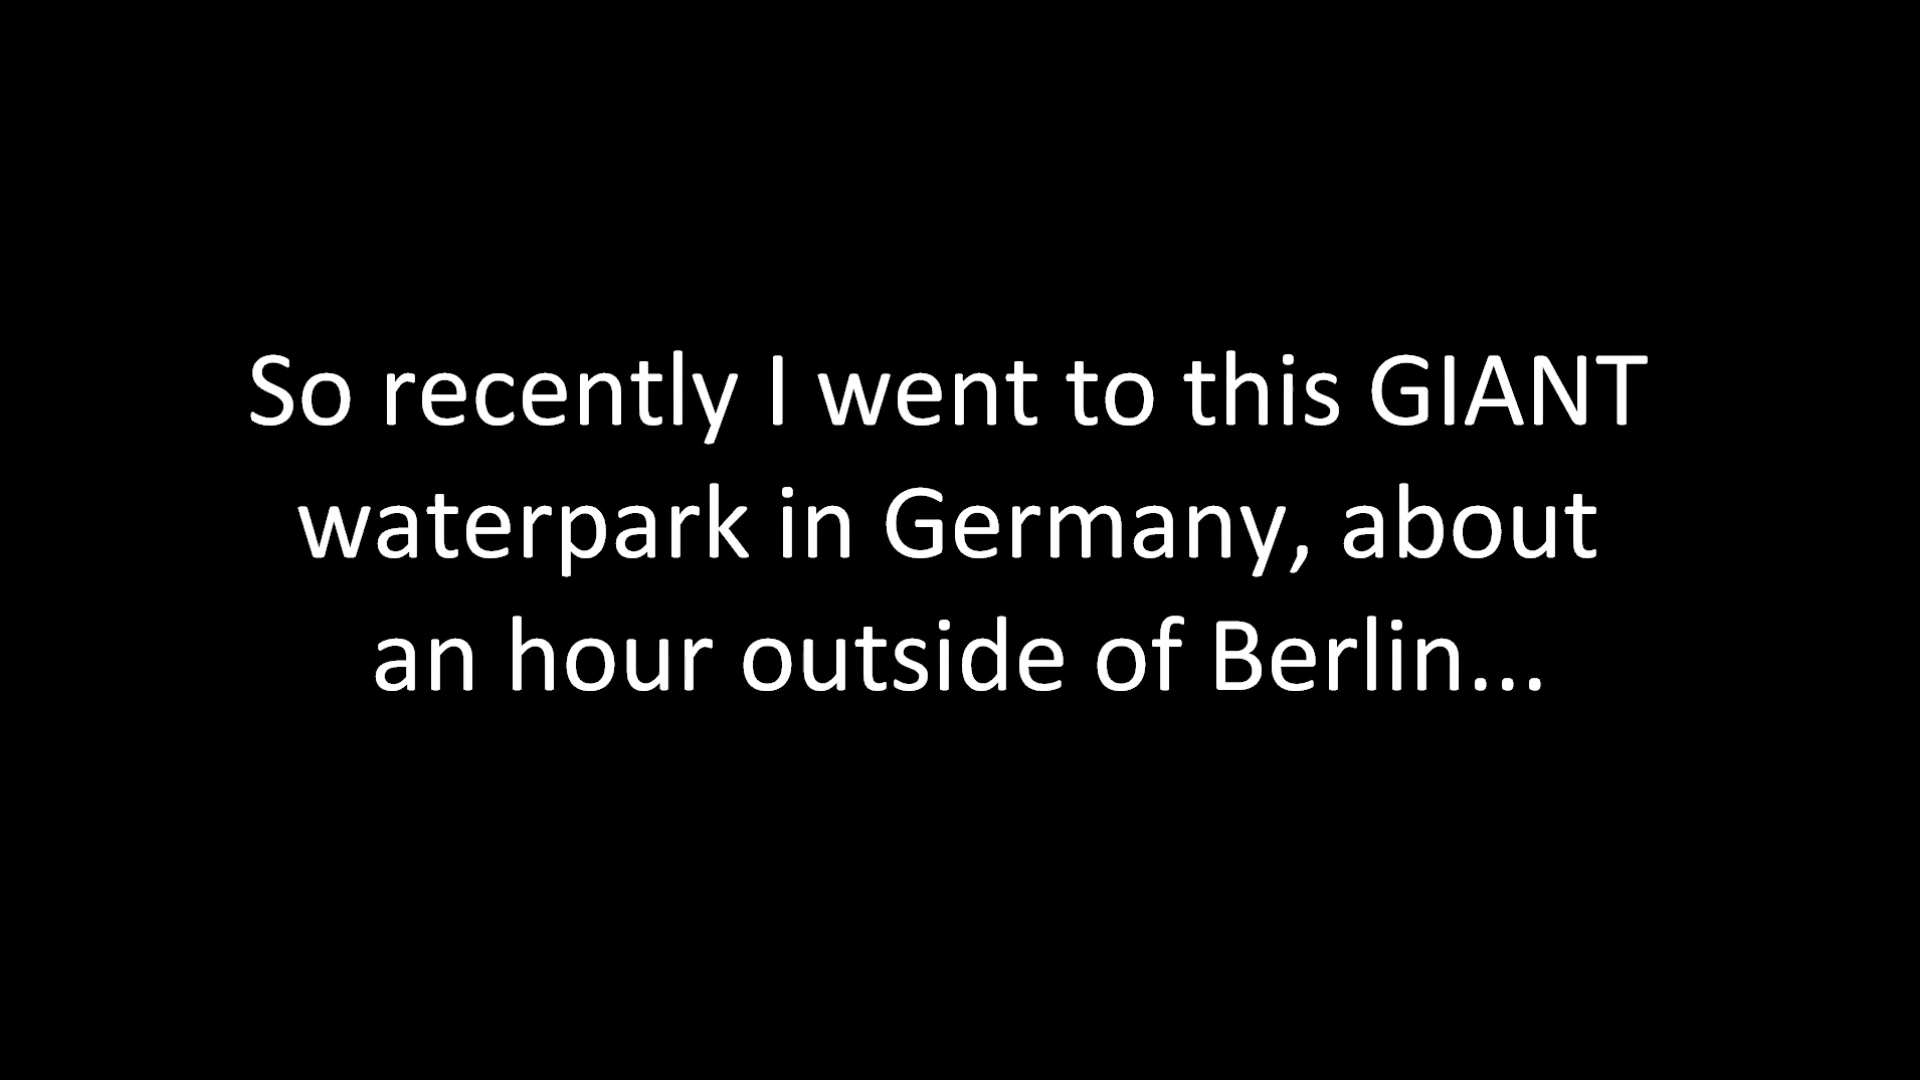 So recently I went to this GIANT
waterpark in Germany, about
an hour outside of Berlin...